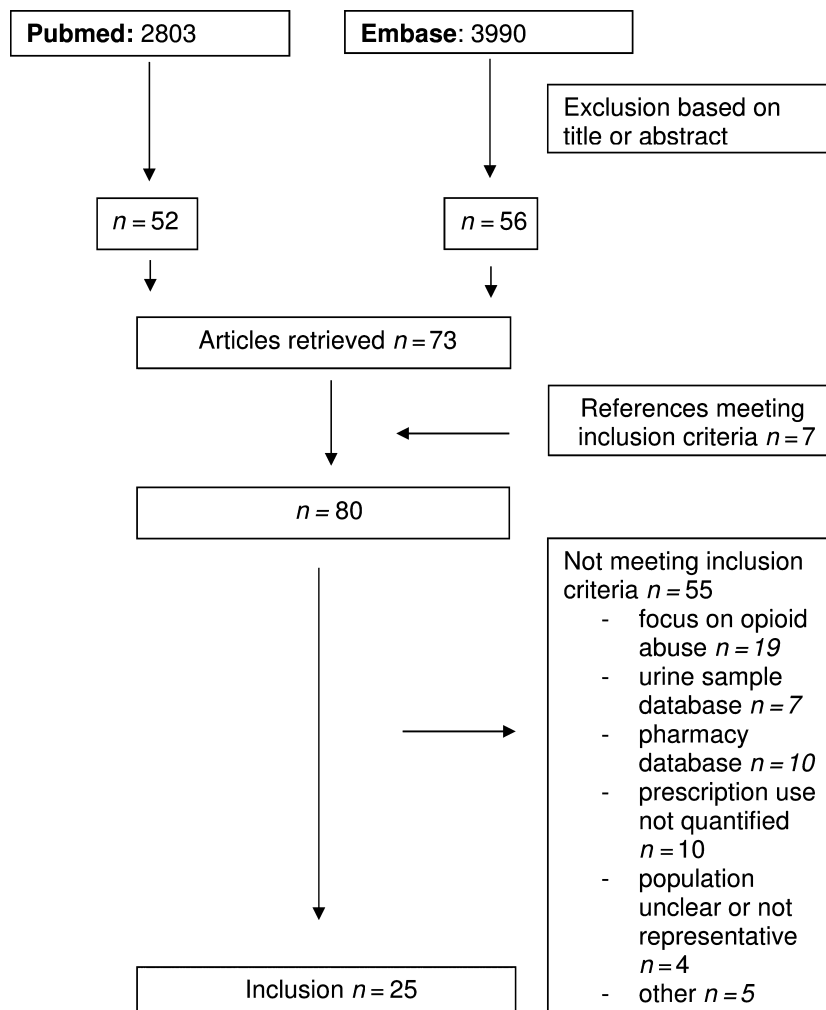 Pubmed: 2803
Embase: 3990
Exclusion based on
title or abstract
n = 52
n = 56
Articles retrieved n = 73
References meeting
inclusion criteria n = 7
n = 80
Not meeting inclusion
criteria n = 55
- focus on opioid
abuse n = 19
- urine sample
database n = 7
- pharmacy
database n = 10
- prescription use
not quantified
n = 10
- population
unclear or not
representative
n = 4
- other n = 5
Inclusion n = 25